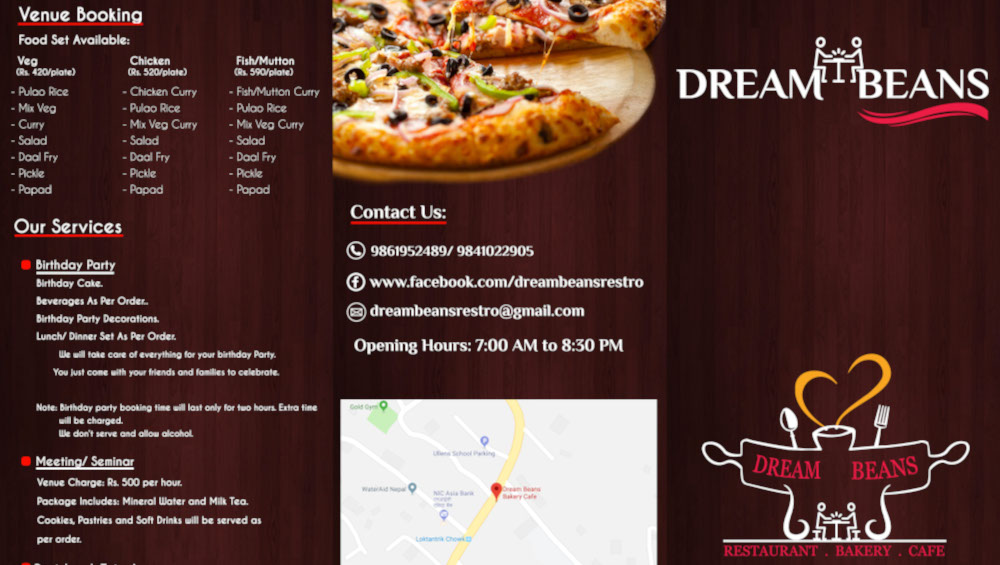 Venue Booking
Food Set Available:
Veg
(Rs. 420/plate)
- Pulao Rice
- Mix Veg
- Curry
- Salad
- Daal Fry
- Pickle
- Papad
Chicken
(Rs. 520/plate)
- Chicken Curry
- Pulao Rice
- Mix Veg Curry
- Salad
- Daal Fry
- Pickle
- Papad
Fish/Mutton
(Rs. 590/plate)
- Fish/Mutton Curry
- Pulao Rice
- Mix Veg Curry
- Salad
- Daal Fry
- Pickle
- Papad
Our Services
Birthday Party
Birthday Cake.
Beverages As Per Order..
Birthday Party Decorations.
Lunch/ Dinner Set As Per Order.
We will take care of everything for your birthday Party.
You just come with your friends and families to celebrate.
Note: Birthday party booking time will last only for two hours. Extra time
will be charged.
We don't serve and allow alcohol.
Meeting/ Seminar
Venue Charge: Rs. 500 per hour.
Package Includes: Mineral Water and Milk Tea.
Cookies, Pastries and Soft Drinks will be served as
per order.
Contact Us:
9861952489/ 9841022905
www.facebook.com/dreambeansrestro
dreambeansrestro@gmail.com
Opening Hours: 7:00 AM to 8:30 PM
Gold Gym
Ullens School Parking
WaterAid Nepal
NIC Asia Bank
Dream Beans
Bakery Cafe
Loktantrik Chowk
DREAM BEANS
DREAM BEANS
RESTAURANT . BAKERY . CAFE